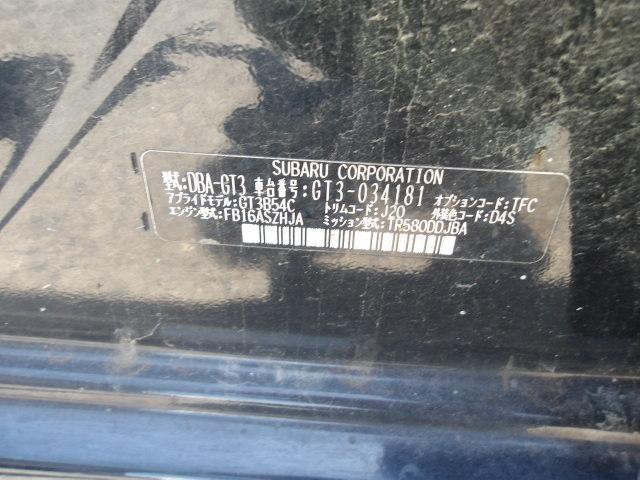 SUBARU CORPORATION
型式:DBA-GT3 車台番号:GT3-034181 オプションコード:TFC
アプライドモデル:GT3B54C トリムコード:J20 外装色コード:D4S
エンジン型式:FB16ASZHJA ミッション型式:TR580DDJBA